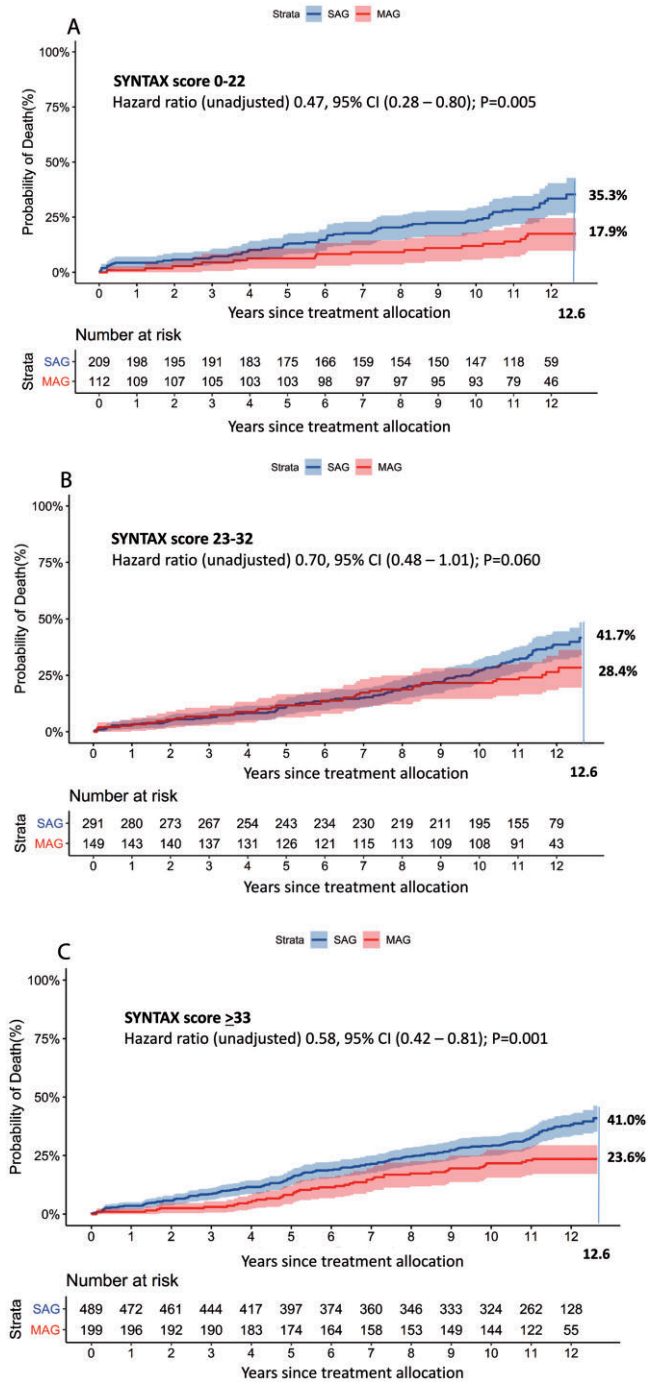 A
Strata SAG MAG
100%
75%
50%
25%
0%
Probability of Death(%)
SYNTAX score 0-22
Hazard ratio (unadjusted) 0.47, 95% CI (0.28 – 0.80); P=0.005
35.3%
17.9%
0 1 2 3 4 5 6 7 8 9 10 11 12
Years since treatment allocation
12.6
Number at risk
Strata
SAG 209 198 195 191 183 175 166 159 154 150 147 118 59
MAG 112 109 107 105 103 103 98 97 97 95 93 79 46
0 1 2 3 4 5 6 7 8 9 10 11 12
Years since treatment allocation
B
Strata SAG MAG
100%
75%
50%
25%
0%
Probability of Death(%)
SYNTAX score 23-32
Hazard ratio (unadjusted) 0.70, 95% CI (0.48 – 1.01); P=0.060
41.7%
28.4%
0 1 2 3 4 5 6 7 8 9 10 11 12
Years since treatment allocation
12.6
Number at risk
Strata
SAG 291 280 273 267 254 243 234 230 219 211 195 155 79
MAG 149 143 140 137 131 126 121 115 113 109 108 91 43
0 1 2 3 4 5 6 7 8 9 10 11 12
Years since treatment allocation
C
Strata SAG MAG
100%
75%
50%
25%
0%
Probability of Death(%)
SYNTAX score ≥33
Hazard ratio (unadjusted) 0.58, 95% CI (0.42 – 0.81); P=0.001
41.0%
23.6%
0 1 2 3 4 5 6 7 8 9 10 11 12
Years since treatment allocation
12.6
Number at risk
Strata
SAG 489 472 461 444 417 397 374 360 346 333 324 262 128
MAG 199 196 192 190 183 174 164 158 153 149 144 122 55
0 1 2 3 4 5 6 7 8 9 10 11 12
Years since treatment allocation